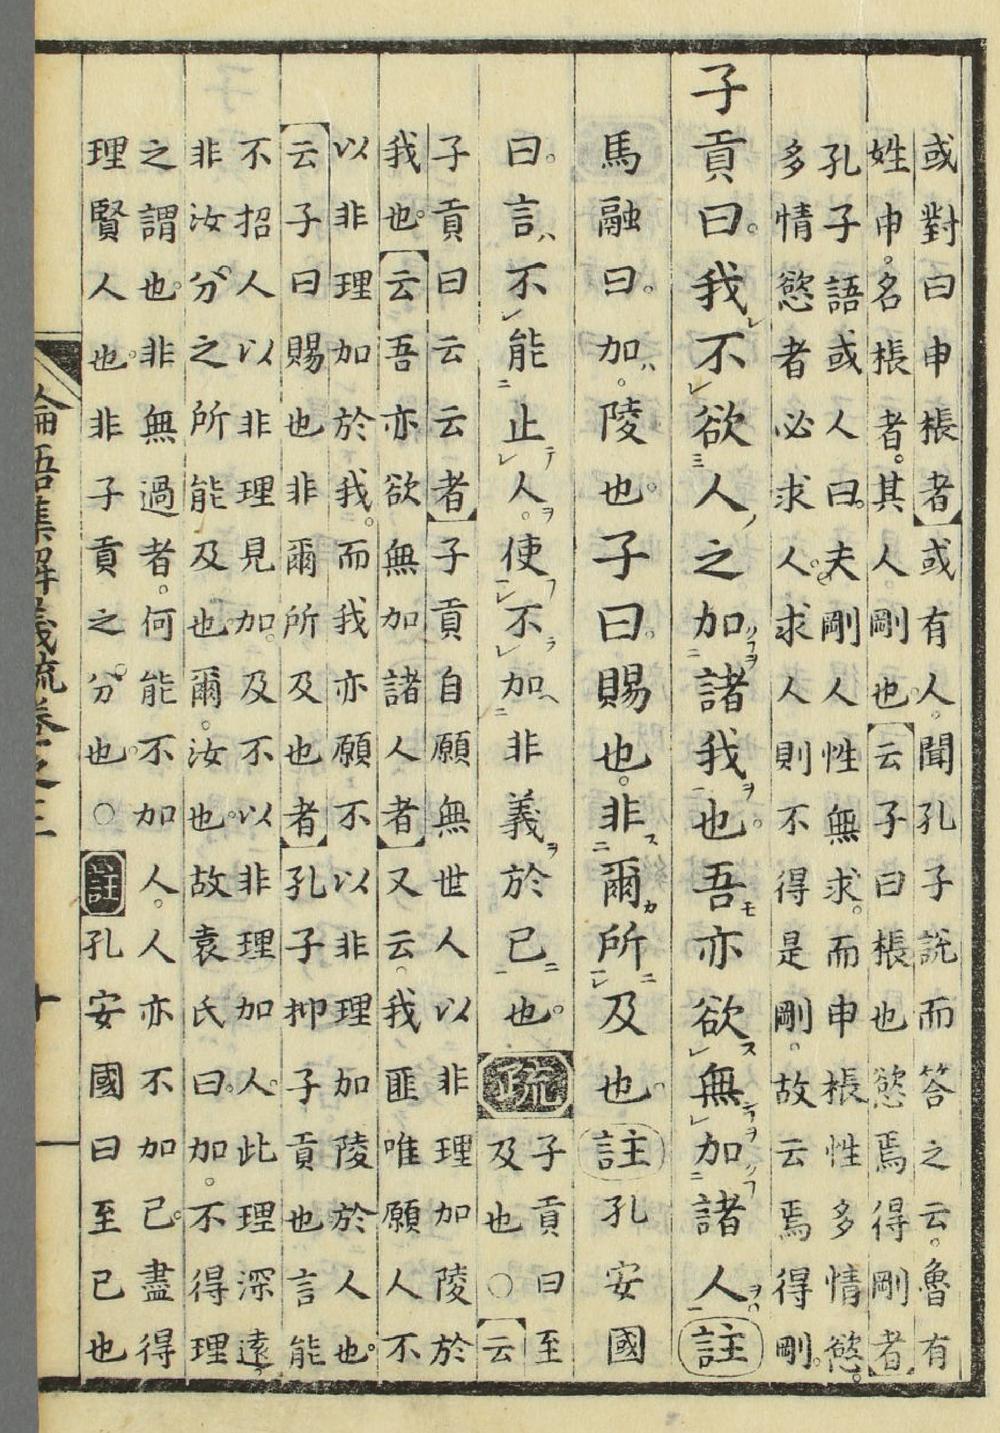 或對曰申棖者】或有人。聞孔子說而答之云。魯有
姓申。名棖者。其人剛也。【云子曰棖也慾焉得剛者】
孔子語或人曰。夫剛人性無求。而申棖性多情慾。
多情慾者必求人。求人則不得是剛。故云焉得剛。
子貢曰。我不欲人之加諸我也。吾亦欲無加諸人。註
馬融曰。加。陵也。子曰。賜也。非爾所及也。註孔安國
曰。言不能止人。使不加非義於己也。疏子貢曰至
及也○【云
子貢曰云云者】子貢自願無世人以非理加陵於
我也。【云吾亦欲無加諸人者】又云。我匪唯願人不
以非理加於我。而我亦願不以非理加陵於人也。
【云子曰賜也非爾所及也者】孔子抑子貢也言能
不招人以非理見加。及不以非理加人。此理深遠。
非汝分之所能及也。爾。汝也。故袁氏曰。加。不得理
之謂也。非無過者。何能不加人。人亦不加己。盡得
理賢人也。非子貢之分也。○註孔安國曰至己也
論語集解義疏卷之三 十